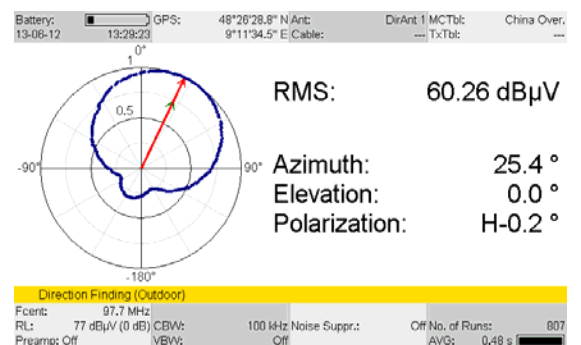 Battery: GPS: 48°26'28.8" N Ant: DirAnt 1 MCTbl: China Over.
13-06-12 13:29:23 9°11'34.5" E Cable: --- TxTbl: ---
0°
1
0.5
-90°
90°
-180°
RMS: 60.26 dBµV
Azimuth: 25.4 °
Elevation: 0.0 °
Polarization: H-0.2 °
Direction Finding (Outdoor)
Fcent: 97.7 MHz
RL: 77 dBµV (0 dB) CBW: 100 kHz Noise Suppr.: Off No. of Runs: 807
Preamp: Off VBW: Off AVG: 0.48 s